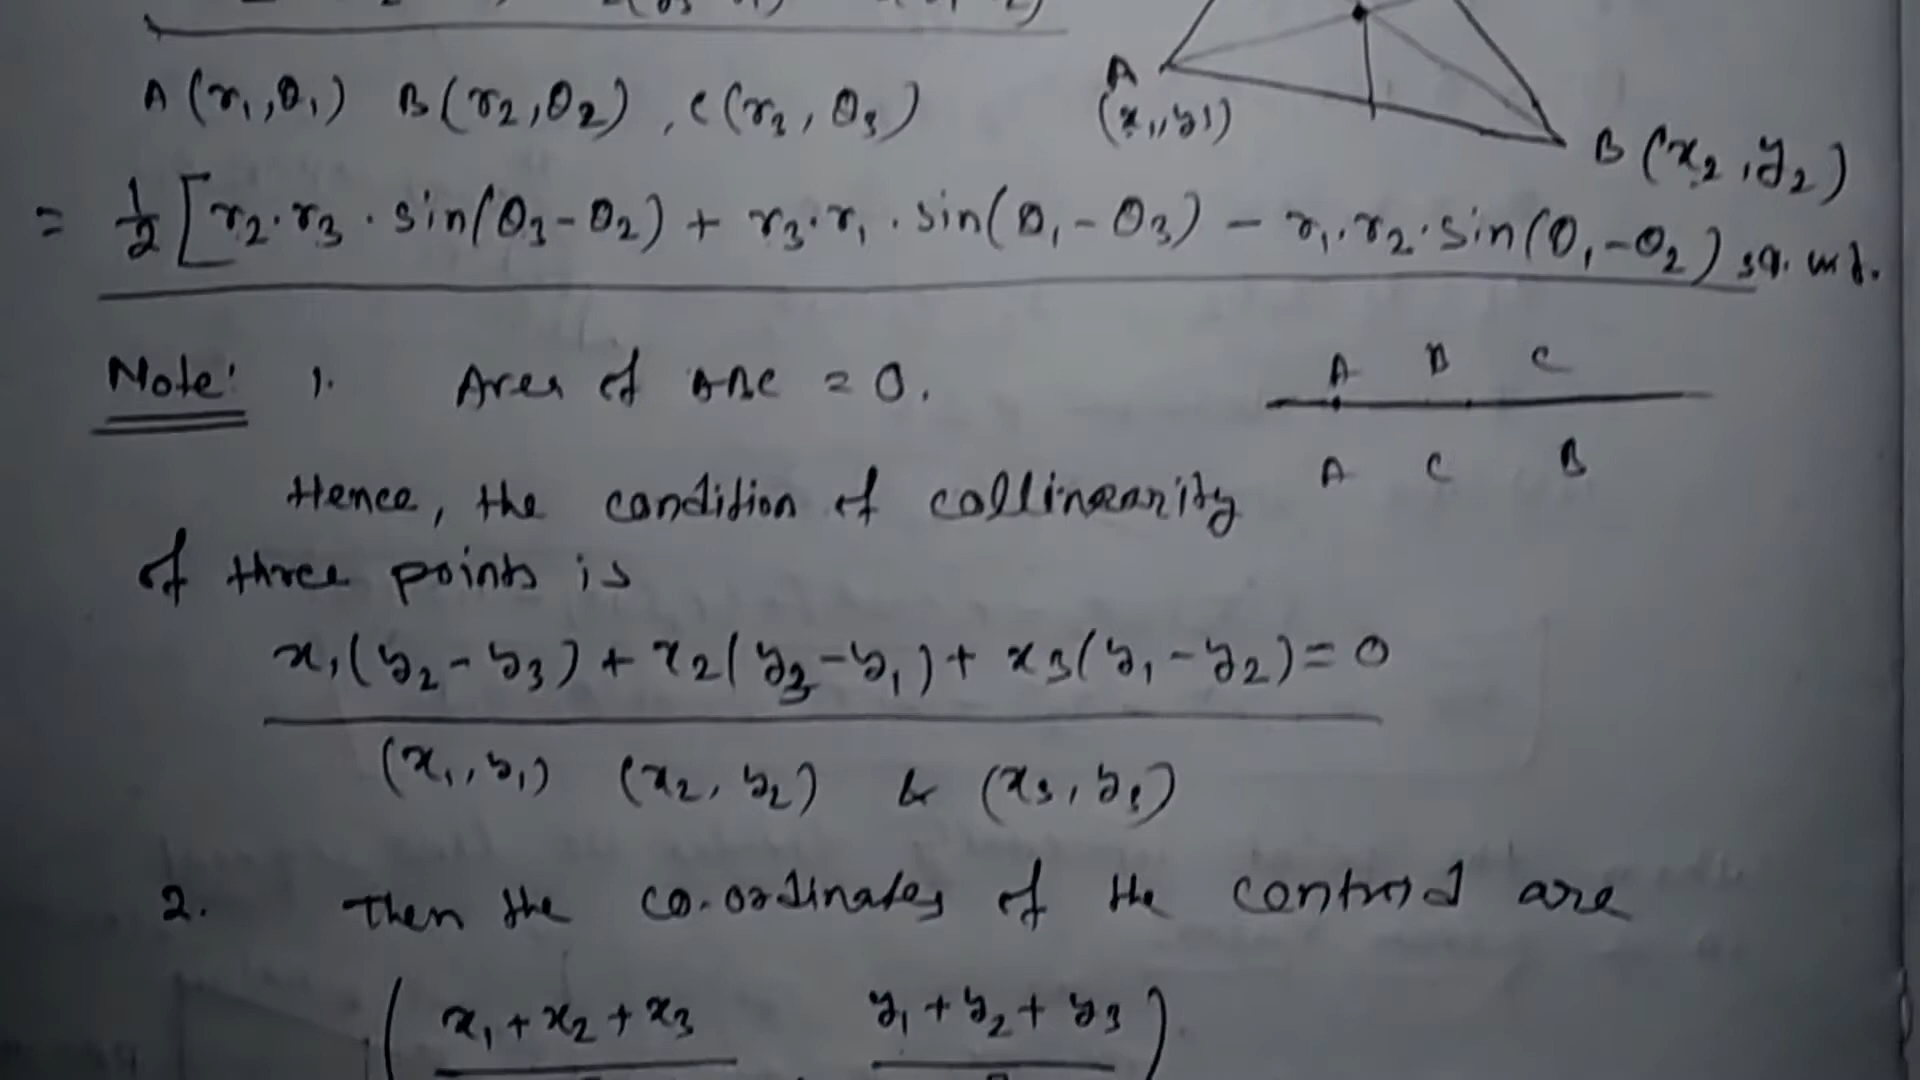 A(r₁,θ₁) B(r₂,θ₂), C(r₃,θ₃)
A
(x₁,y1)
B(x₂,y₂)
= 1/2 [r₂·r₃·sin(θ₃-θ₂) + r₃·r₁·sin(θ₁-θ₃) - r₁·r₂·sin(θ₁-θ₂) sq. unit.
Note: 1. Area of ABC = 0.
A B C
A C B
Hence, the condition of collinearity
of three points is
x₁(y₂-y₃) + x₂(y₃-y₁) + x₃(y₁-y₂) = 0
(x₁,y₁) (x₂,y₂) & (x₃,y₃)
2. Then the co-ordinates of the centroid are
(x₁+x₂+x₃ y₁+y₂+y₃)